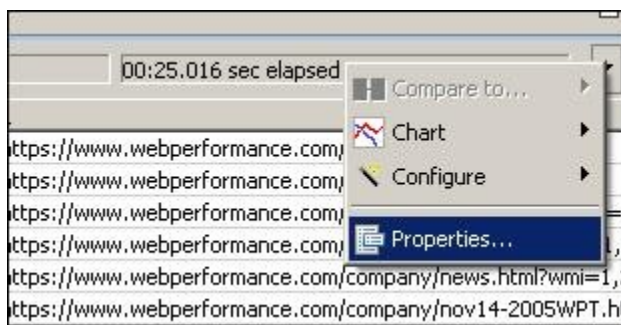 00:25.016 sec elapsed
Compare to...
ttps://www.webperformance.com/
Chart
ttps://www.webperformance.com/
Configure
ttps://www.webperformance.com/
ttps://www.webperformance.com/
Properties...
ttps://www.webperformance.com/company/news.html?wmi=1,
ttps://www.webperformance.com/company/nov14-2005WPT.h